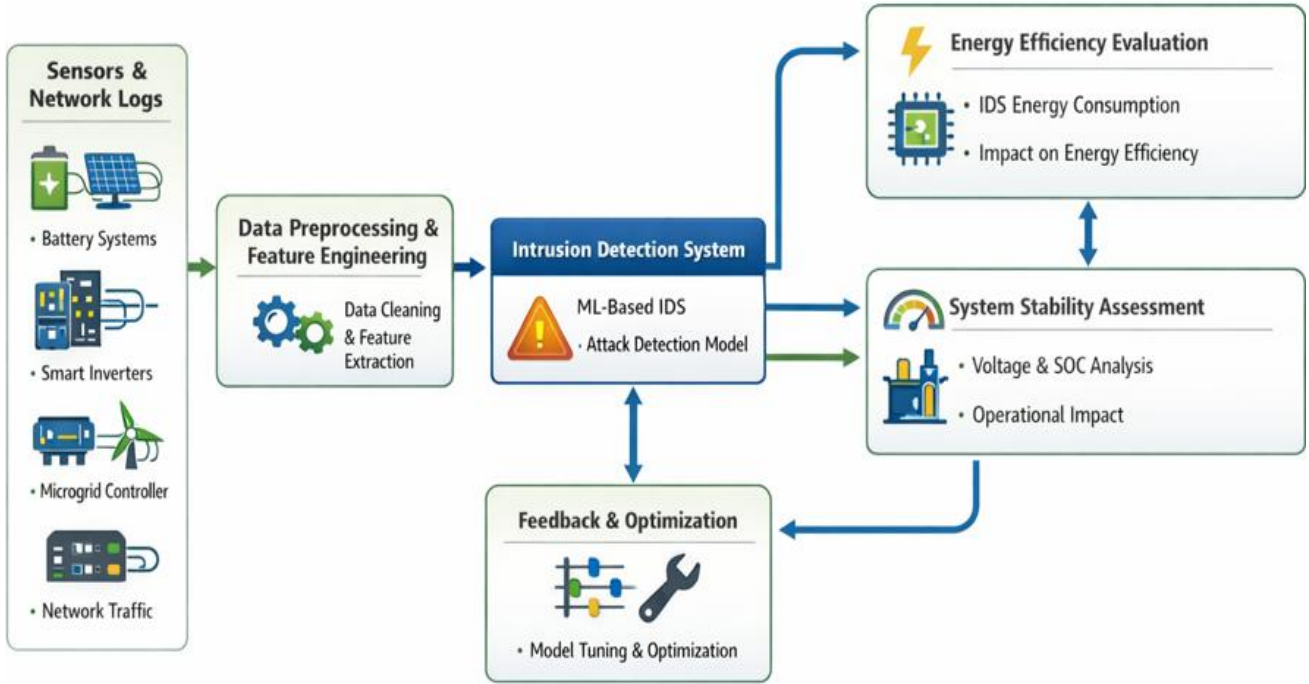 Sensors &
Network Logs
• Battery Systems
• Smart Inverters
• Microgrid Controller
• Network Traffic
Data Preprocessing &
Feature Engineering
Data Cleaning
& Feature
Extraction
Intrusion Detection System
ML-Based IDS
· Attack Detection Model
Energy Efficiency Evaluation
• IDS Energy Consumption
• Impact on Energy Efficiency
System Stability Assessment
• Voltage & SOC Analysis
• Operational Impact
Feedback & Optimization
• Model Tuning & Optimization